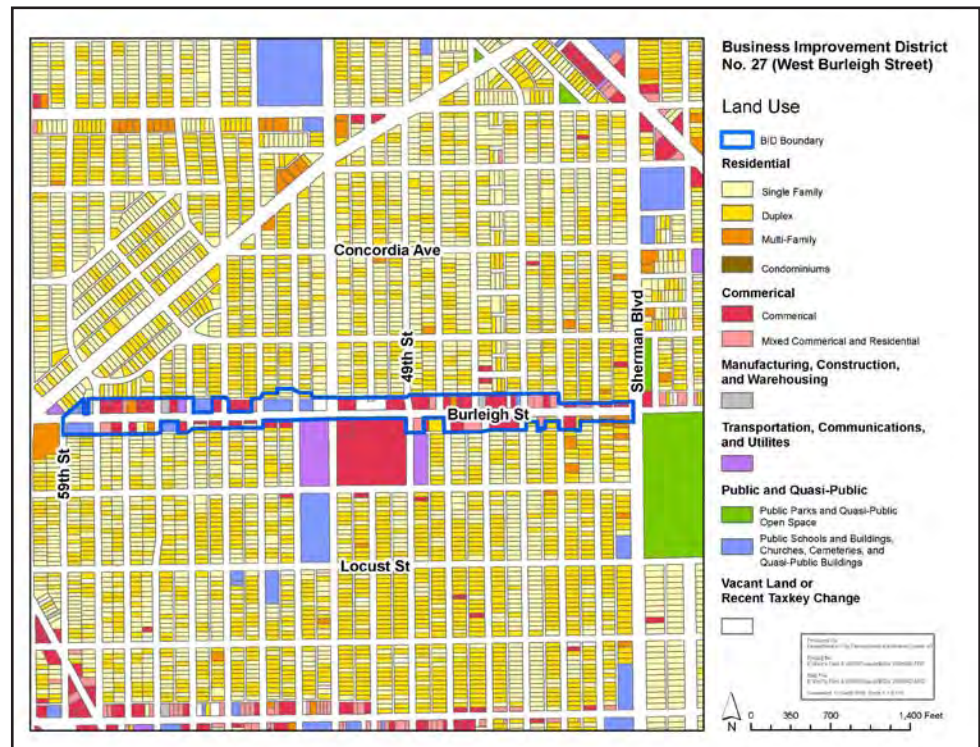 Business Improvement District
No. 27 (West Burleigh Street)
Land Use
BID Boundary
Residential
Single Family
Duplex
Multi-Family
Condominiums
Commerical
Commerical
Mixed Commerical and Residential
Manufacturing, Construction,
and Warehousing
Transportation, Communications,
and Utilites
Public and Quasi-Public
Public Parks and Quasi-Public
Open Space
Public Schools and Buildings,
Churches, Cemeteries, and
Quasi-Public Buildings
Vacant Land or
Recent Taxkey Change
N
0 350 700 1,400 Feet
Concordia Ave
49th St
Sherman Blvd
Burleigh St
59th St
Locust St